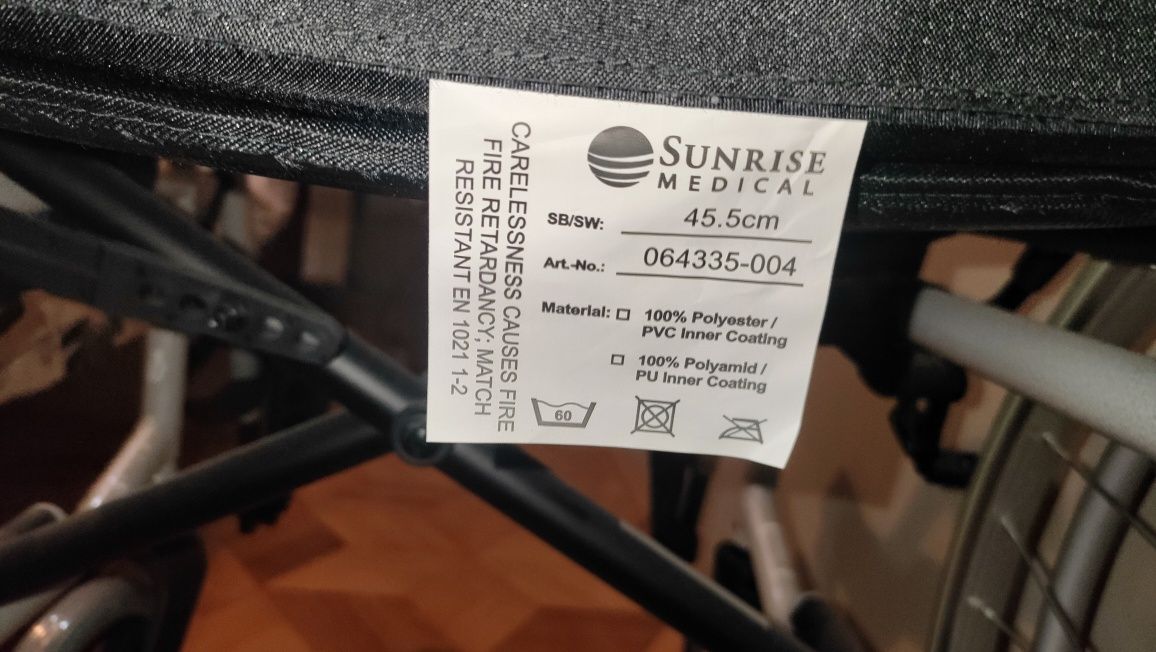 SUNRISE
MEDICAL
SB/SW: 45.5cm
Art.-No.: 064335-004
Material: 100% Polyester /
PVC Inner Coating
100% Polyamid /
PU Inner Coating
60
CARELESSNESS CAUSES FIRE
FIRE RETARDANCY; MATCH
RESISTANT EN 1021 1-2